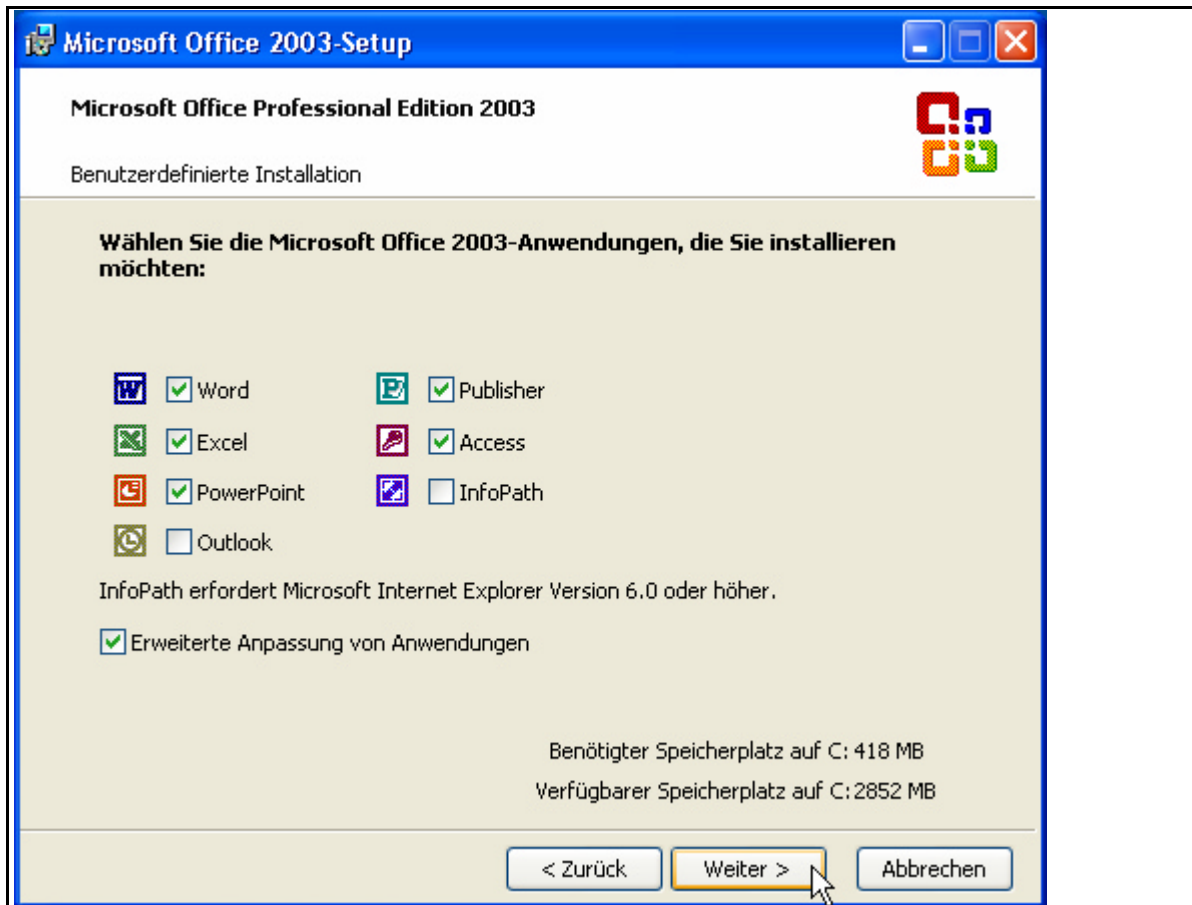 Microsoft Office 2003-Setup
Microsoft Office Professional Edition 2003
Benutzerdefinierte Installation
Wählen Sie die Microsoft Office 2003-Anwendungen, die Sie installieren
möchten:
Word
Publisher
Excel
Access
PowerPoint
InfoPath
Outlook
InfoPath erfordert Microsoft Internet Explorer Version 6.0 oder höher.
Erweiterte Anpassung von Anwendungen
Benötigter Speicherplatz auf C: 418 MB
Verfügbarer Speicherplatz auf C: 2852 MB
< Zurück
Weiter >
Abbrechen